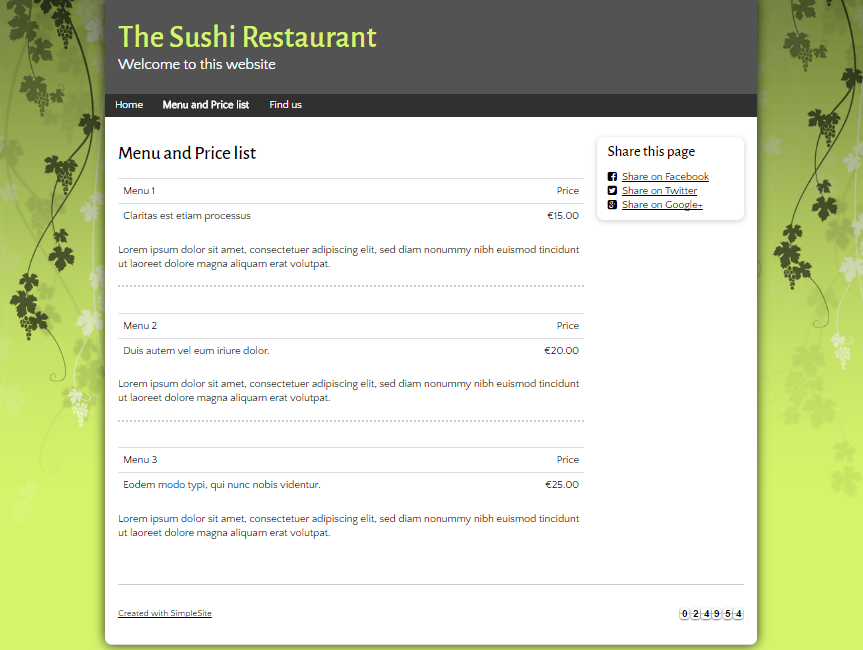 The Sushi Restaurant
Welcome to this website
Home Menu and Price list Find us
Menu and Price list
Menu 1 Price
Claritas est etiam processus €15.00
Lorem ipsum dolor sit amet, consectetuer adipiscing elit, sed diam nonummy nibh euismod tincidunt
ut laoreet dolore magna aliquam erat volutpat.
Menu 2 Price
Duis autem vel eum iriure dolor. €20.00
Lorem ipsum dolor sit amet, consectetuer adipiscing elit, sed diam nonummy nibh euismod tincidunt
ut laoreet dolore magna aliquam erat volutpat.
Menu 3 Price
Eodem modo typi, qui nunc nobis videntur. €25.00
Lorem ipsum dolor sit amet, consectetuer adipiscing elit, sed diam nonummy nibh euismod tincidunt
ut laoreet dolore magna aliquam erat volutpat.
Share this page
Share on Facebook
Share on Twitter
Share on Google+
Created with SimpleSite
024954